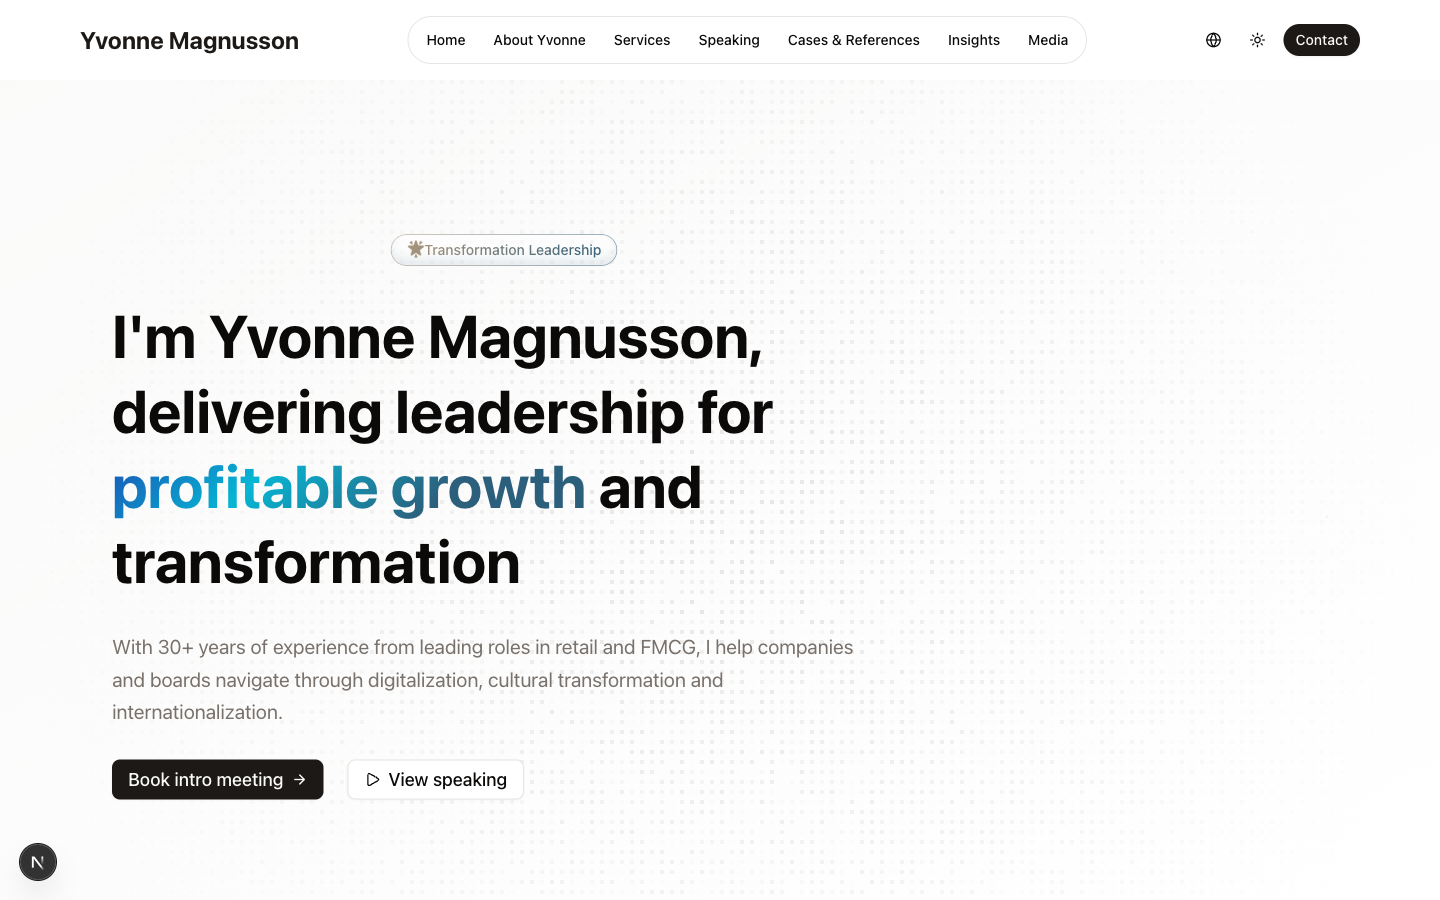 Yvonne Magnusson
Home About Yvonne Services Speaking Cases & References Insights Media
Contact
Transformation Leadership
I'm Yvonne Magnusson,
delivering leadership for
profitable growth and
transformation
With 30+ years of experience from leading roles in retail and FMCG, I help companies
and boards navigate through digitalization, cultural transformation and
internationalization.
Book intro meeting →
View speaking
N